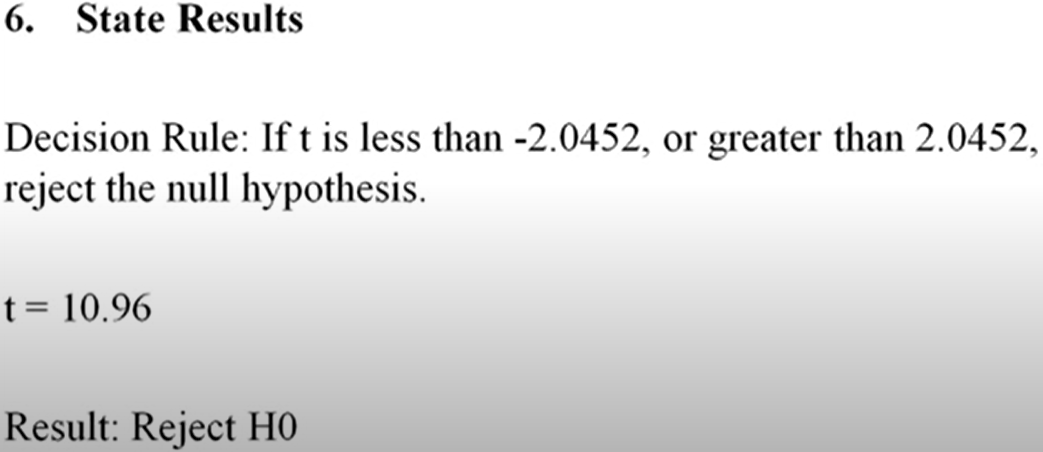 6. State Results
Decision Rule: If t is less than -2.0452, or greater than 2.0452,
reject the null hypothesis.
t = 10.96
Result: Reject H0